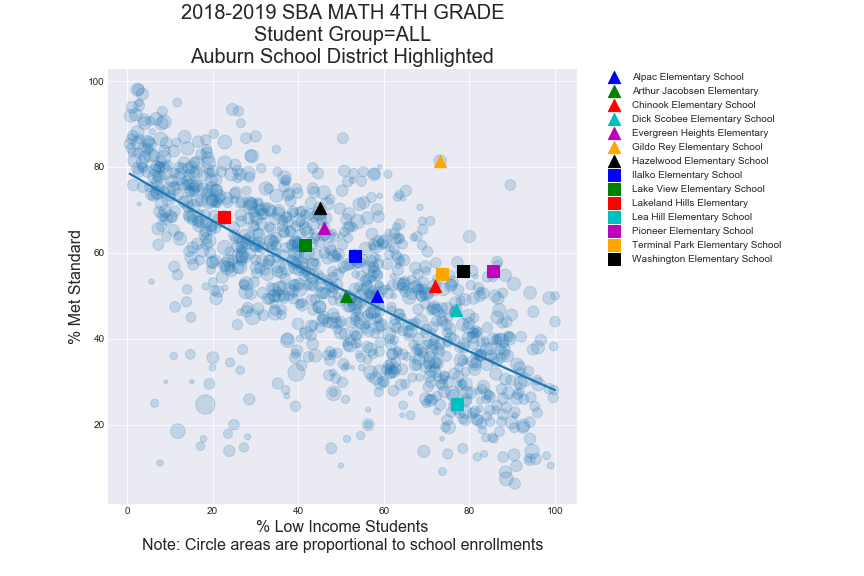 2018-2019 SBA MATH 4TH GRADE
Student Group=ALL
Auburn School District Highlighted
100
80
60
40
20
% Met Standard
0 20 40 60 80 100
% Low Income Students
Note: Circle areas are proportional to school enrollments
Alpac Elementary School
Arthur Jacobsen Elementary
Chinook Elementary School
Dick Scobee Elementary School
Evergreen Heights Elementary
Gildo Rey Elementary School
Hazelwood Elementary School
Ilalko Elementary School
Lake View Elementary School
Lakeland Hills Elementary
Lea Hill Elementary School
Pioneer Elementary School
Terminal Park Elementary School
Washington Elementary School